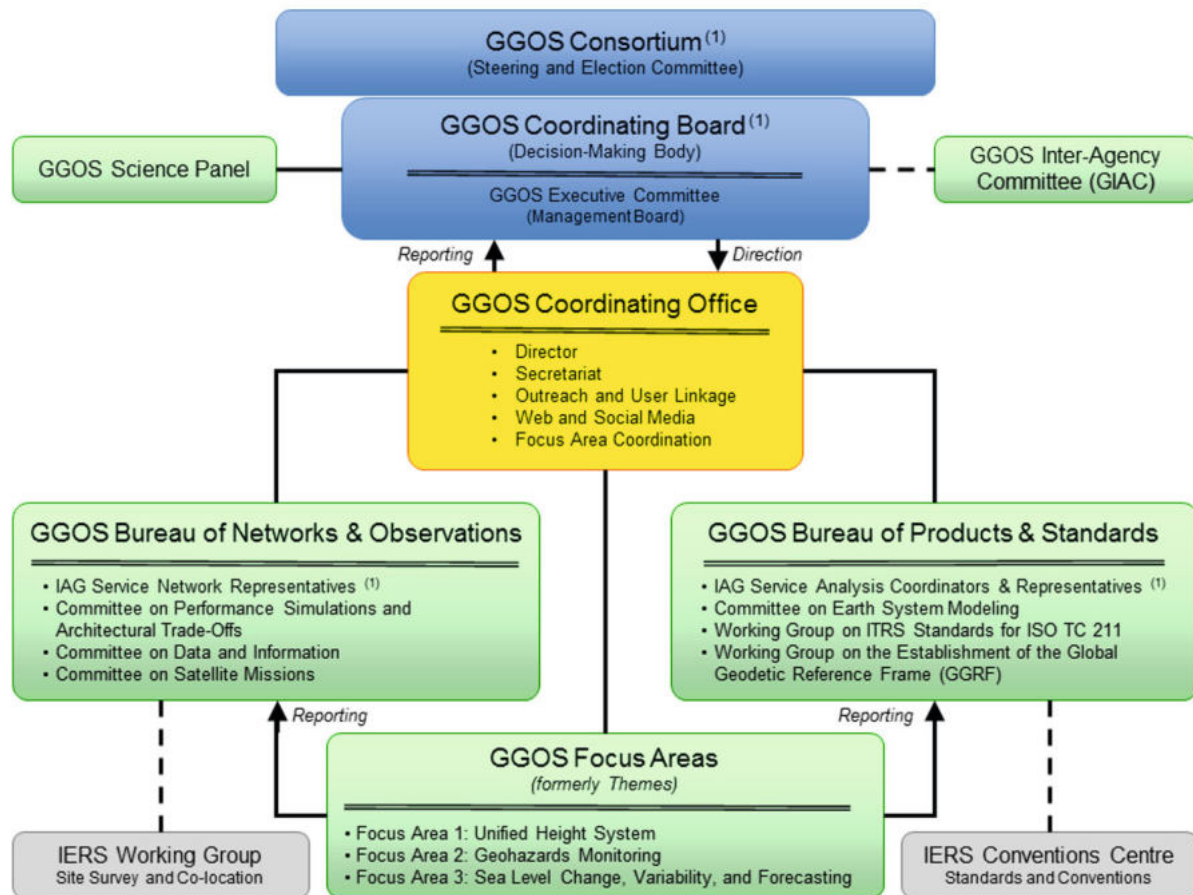 GGOS Consortium (1)
(Steering and Election Committee)
GGOS Coordinating Board (1)
(Decision-Making Body)
GGOS Executive Committee
(Management Board)
GGOS Science Panel
GGOS Inter-Agency
Committee (GIAC)
Reporting
Direction
GGOS Coordinating Office
• Director
• Secretariat
• Outreach and User Linkage
• Web and Social Media
• Focus Area Coordination
GGOS Bureau of Networks & Observations
• IAG Service Network Representatives (1)
• Committee on Performance Simulations and
Architectural Trade-Offs
• Committee on Data and Information
• Committee on Satellite Missions
GGOS Bureau of Products & Standards
• IAG Service Analysis Coordinators & Representatives (1)
• Committee on Earth System Modeling
• Working Group on ITRS Standards for ISO TC 211
• Working Group on the Establishment of the Global
Geodetic Reference Frame (GGRF)
Reporting
Reporting
GGOS Focus Areas
(formerly Themes)
• Focus Area 1: Unified Height System
• Focus Area 2: Geohazards Monitoring
• Focus Area 3: Sea Level Change, Variability, and Forecasting
IERS Working Group
Site Survey and Co-location
IERS Conventions Centre
Standards and Conventions